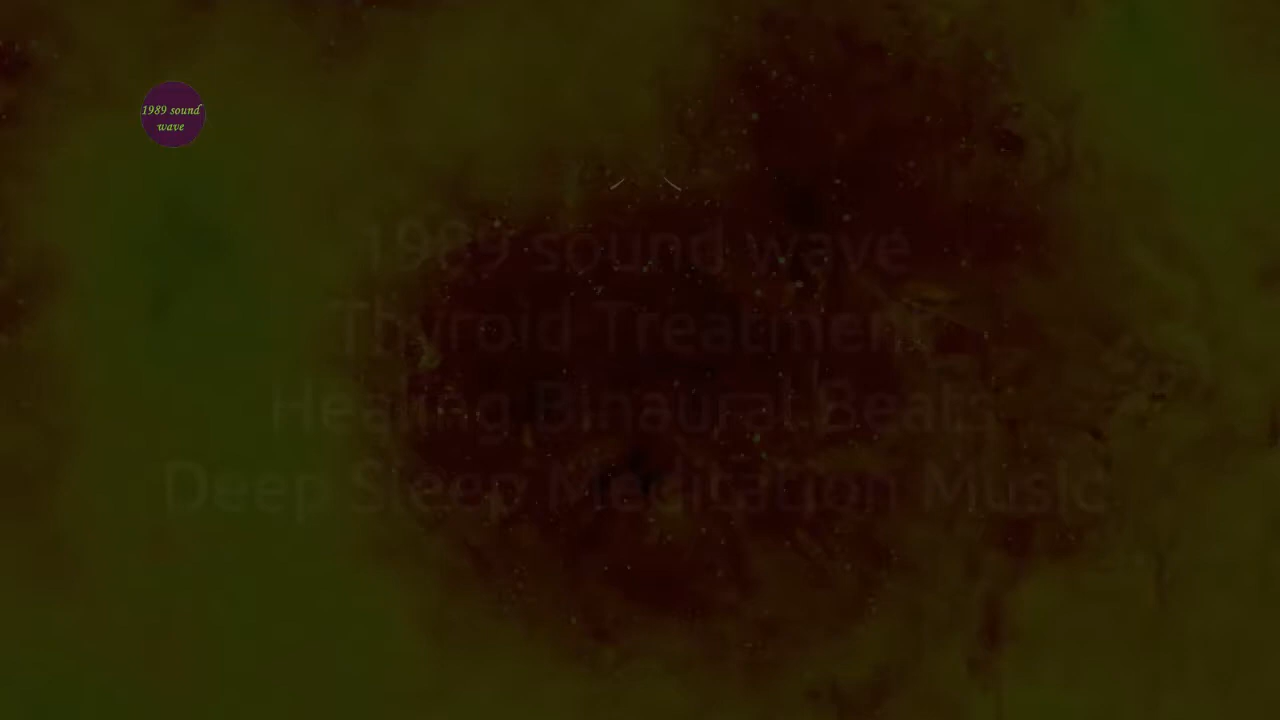 1989 sound
wave
1989 sound wave
Thyroid Treatment
Healing Binaural Beats
Deep Sleep Meditation Music